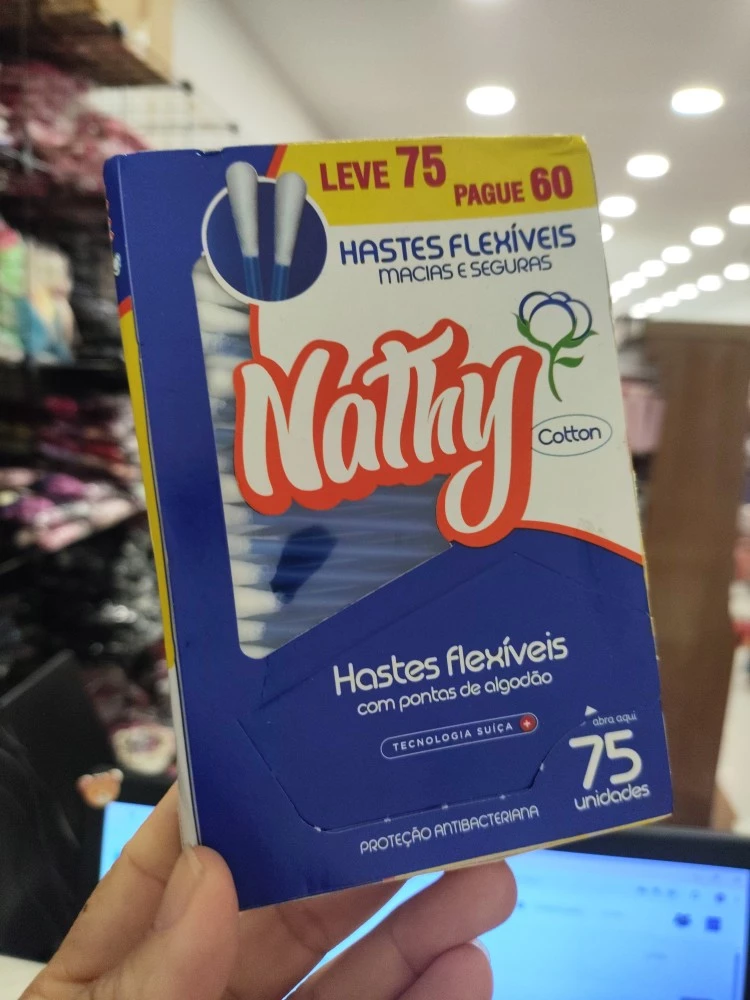 LEVE 75 PAGUE 60
HASTES FLEXÍVEIS
MACIAS E SEGURAS
Nathy
Cotton
Hastes flexíveis
com pontas de algodão
TECNOLOGIA SUÍÇA
abra aqui
75
unidades
PROTEÇÃO ANTIBACTERIANA